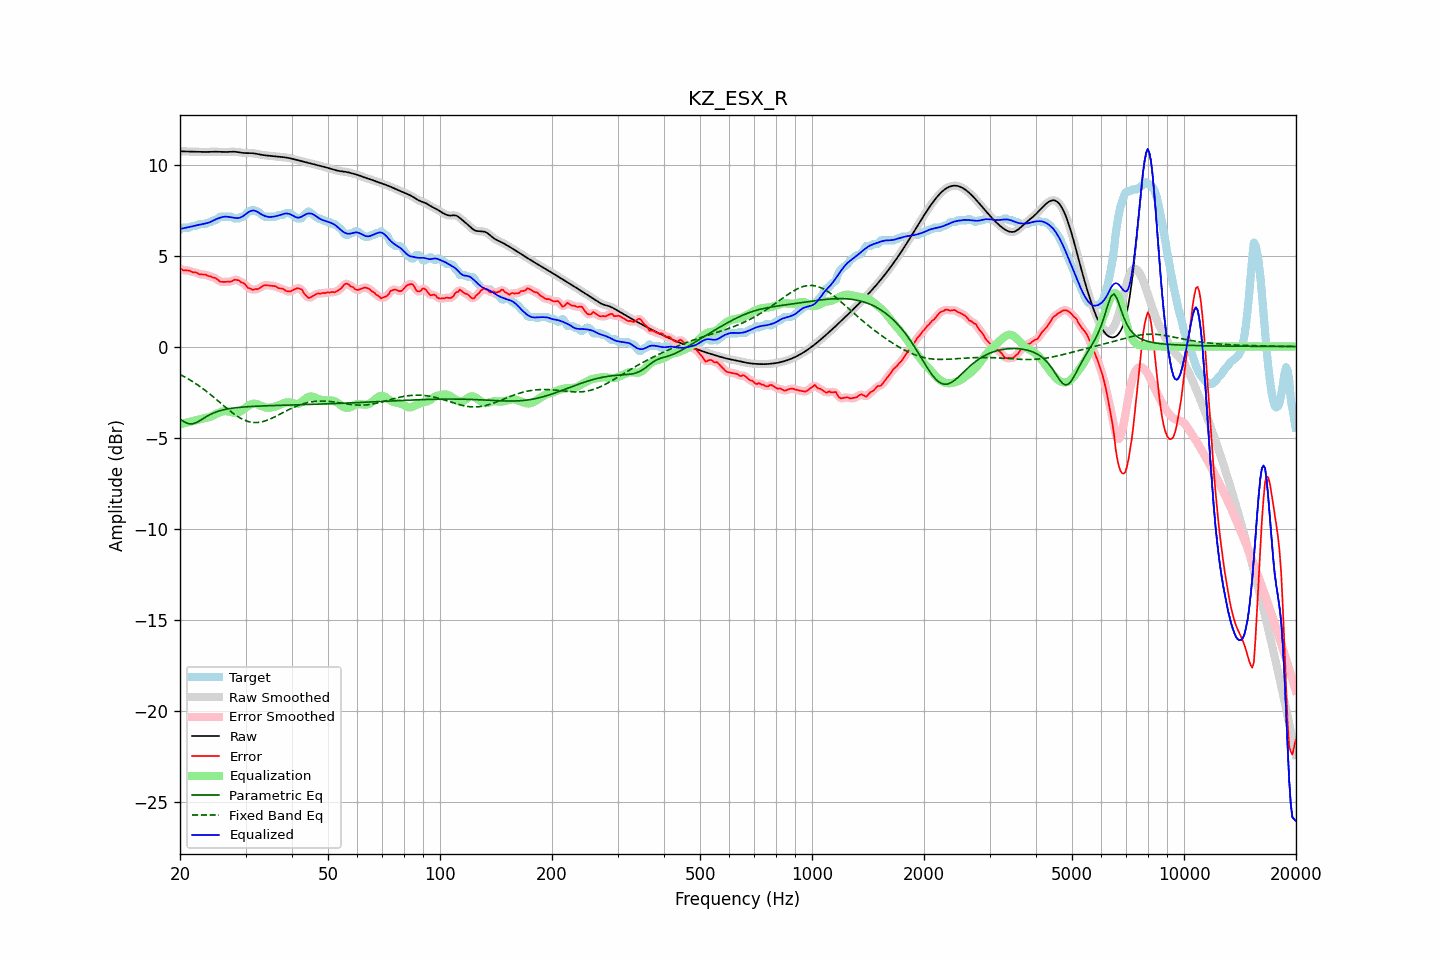 KZ_ESX_R
Amplitude (dBr)
10
5
0
−5
−10
−15
−20
−25
Target
Raw Smoothed
Error Smoothed
Raw
Error
Equalization
Parametric Eq
Fixed Band Eq
Equalized
20 50 100 200 500 1000 2000 5000 10000 20000
Frequency (Hz)